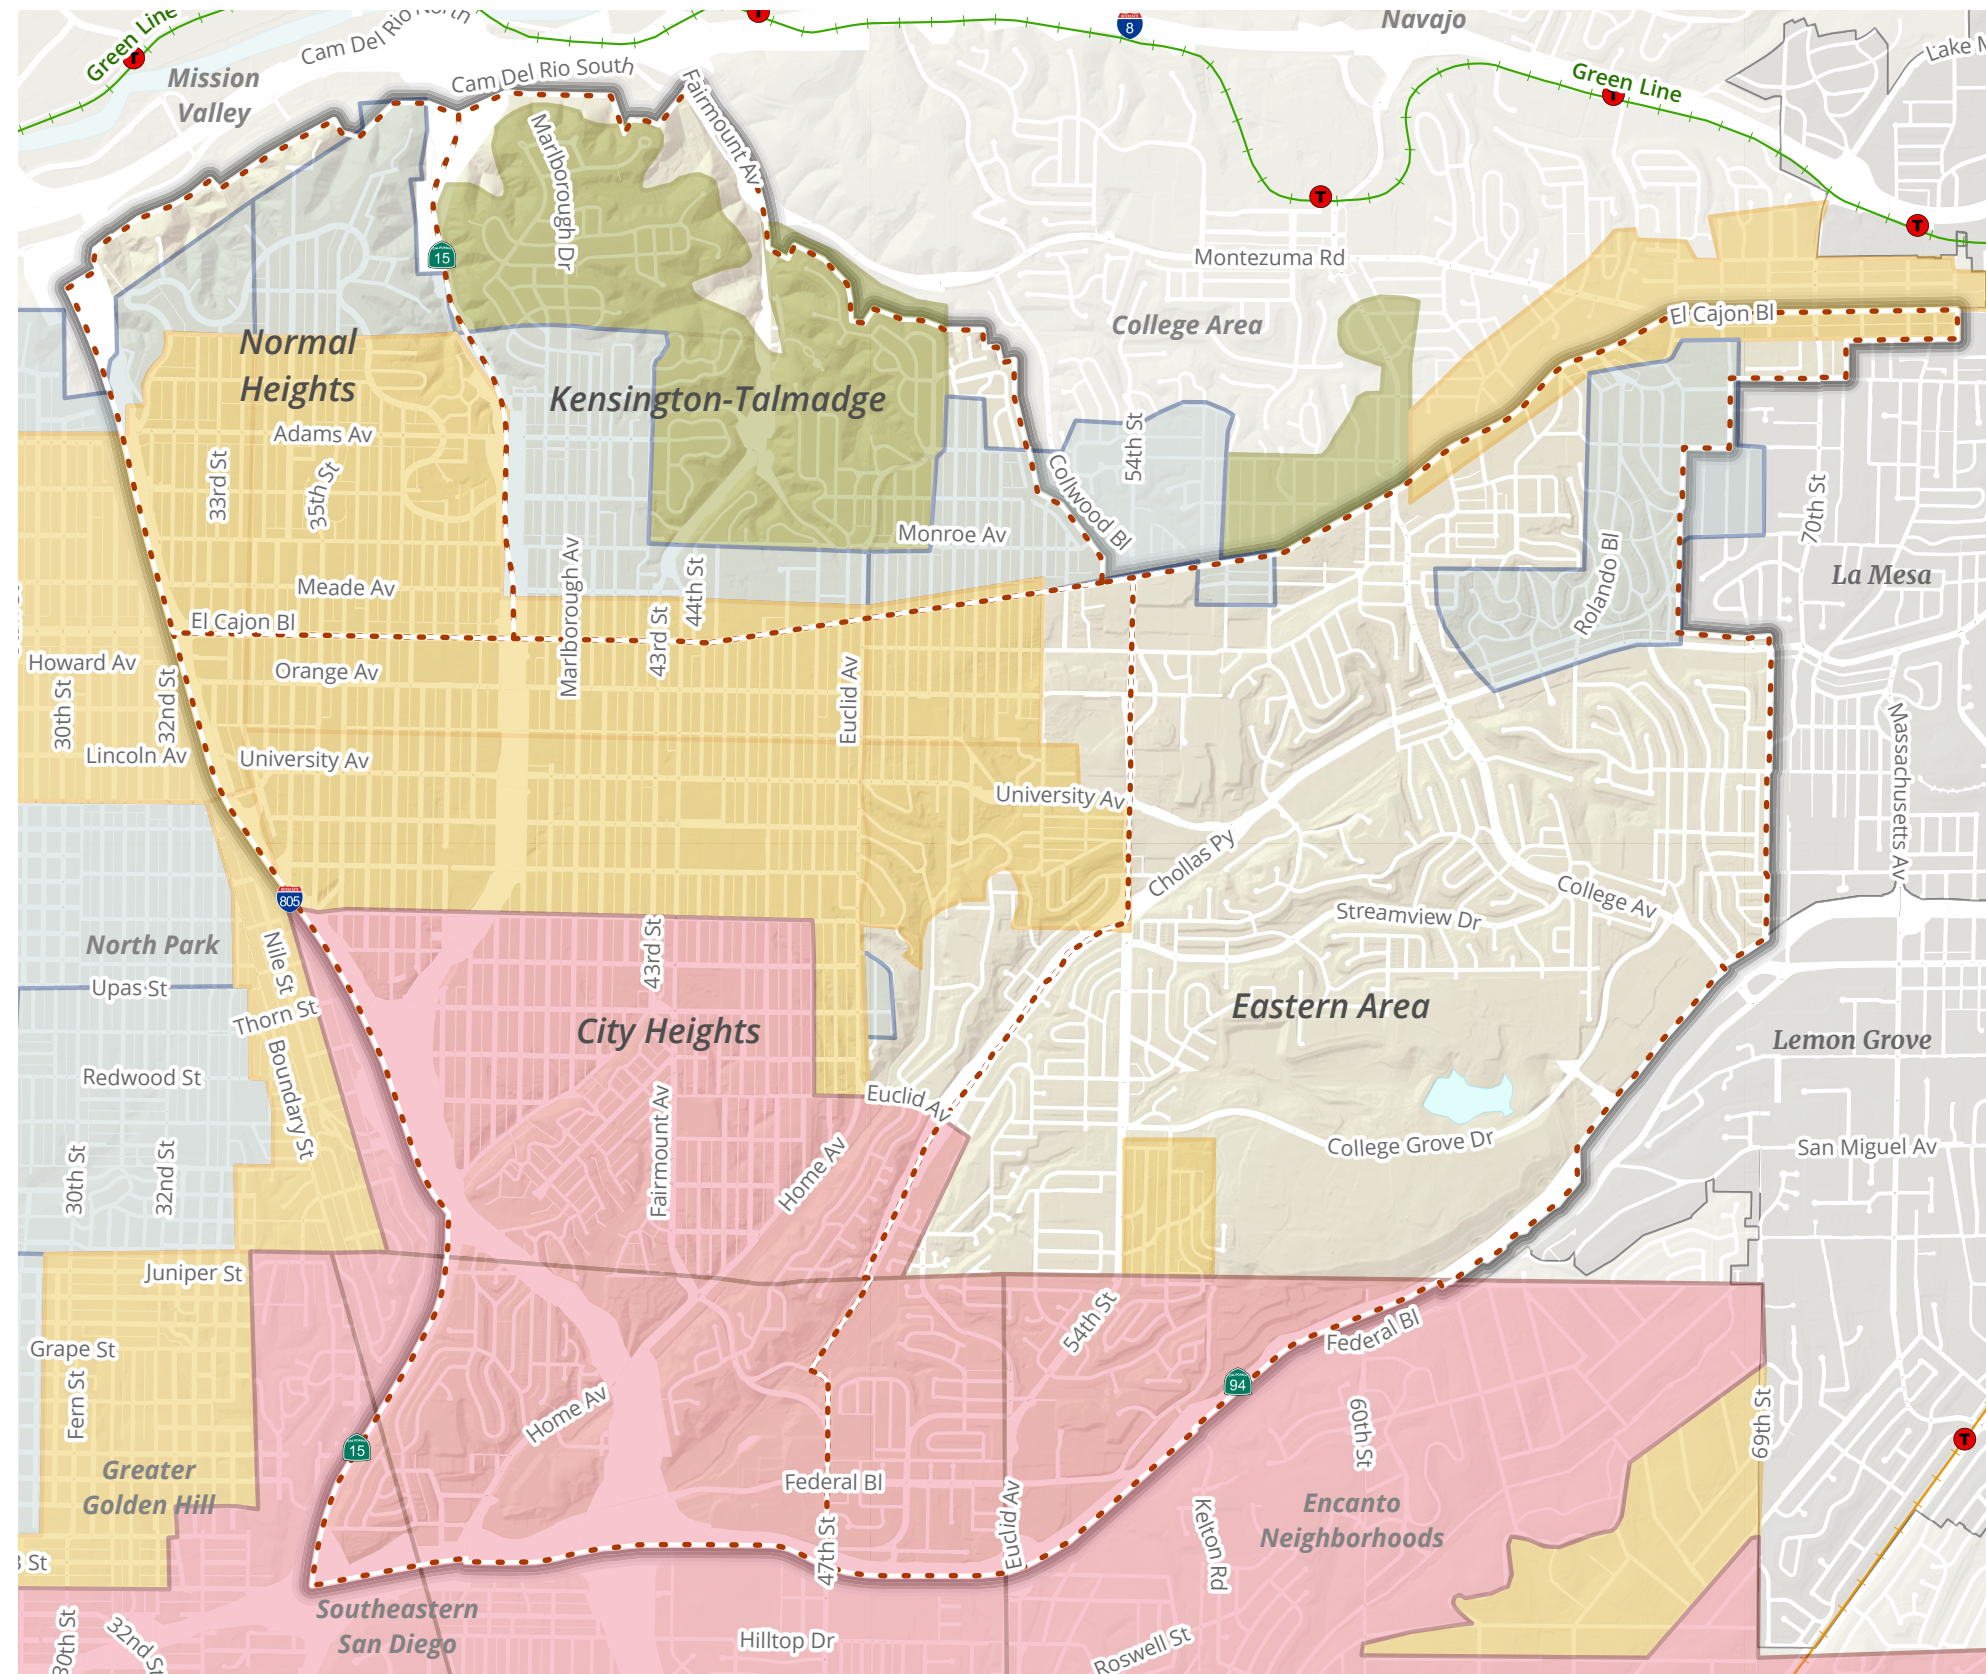 Green Line
Cam Del Rio North
Navajo
8
Lake
Mission
Valley
Cam Del Rio South
Fairmount Av
Green Line
T
T
T
T
T
Marlborough Dr
15
Montezuma Rd
College Area
El Cajon Bl
Normal
Heights
Kensington-Talmadge
Adams Av
33rd St
35th St
54th St
Collwood Bl
Monroe Av
70th St
Rolando Bl
La Mesa
Meade Av
El Cajon Bl
Marlborough Av
44th St
43rd St
Howard Av
Orange Av
30th St
32nd St
Euclid Av
Lincoln Av
University Av
University Av
Massachusetts Av
Chollas Py
College Av
Streamview Dr
805
North Park
Nile St
43rd St
Upas St
Thorn St
City Heights
Eastern Area
Lemon Grove
Redwood St
Boundary St
Euclid Av
Fairmount Av
Home Av
College Grove Dr
San Miguel Av
30th St
32nd St
Juniper St
54th St
Federal Bl
Grape St
Fern St
94
Home Av
60th St
69th St
T
15
Greater
Golden Hill
Federal Bl
Euclid Av
47th St
Kelton Rd
Encanto
Neighborhoods
B St
Southeastern
San Diego
30th St
32nd St
Hilltop Dr
Roswell St